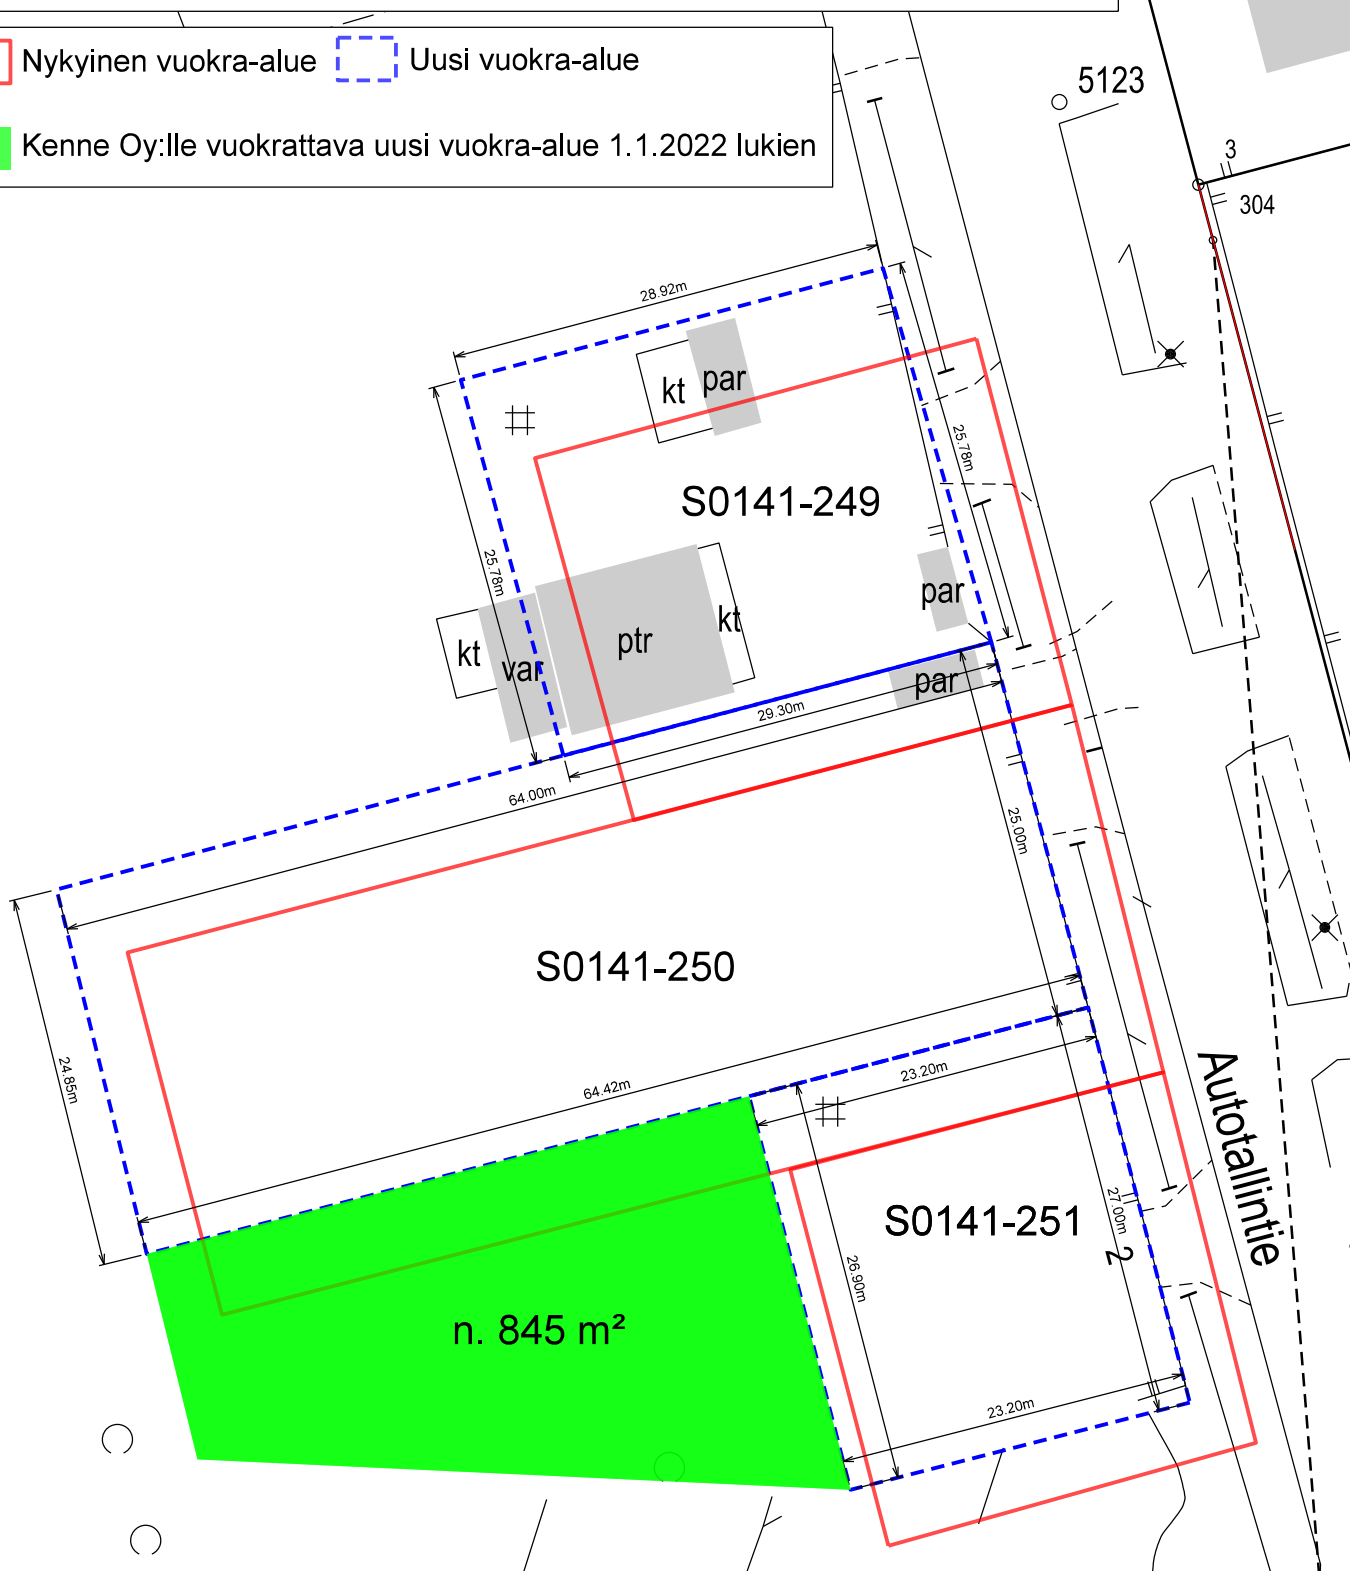 Nykyinen vuokra-alue
Uusi vuokra-alue
Kenne Oy:lle vuokrattava uusi vuokra-alue 1.1.2022 lukien
5123
3
304
28.92m
kt
par
25.78m
S0141-249
25.78m
par
kt
ptr
kt
var
par
29.30m
64.00m
25.00m
S0141-250
24.85m
64.42m
23.20m
Autotallintie
S0141-251
27.00m
2
26.90m
n. 845 m²
23.20m